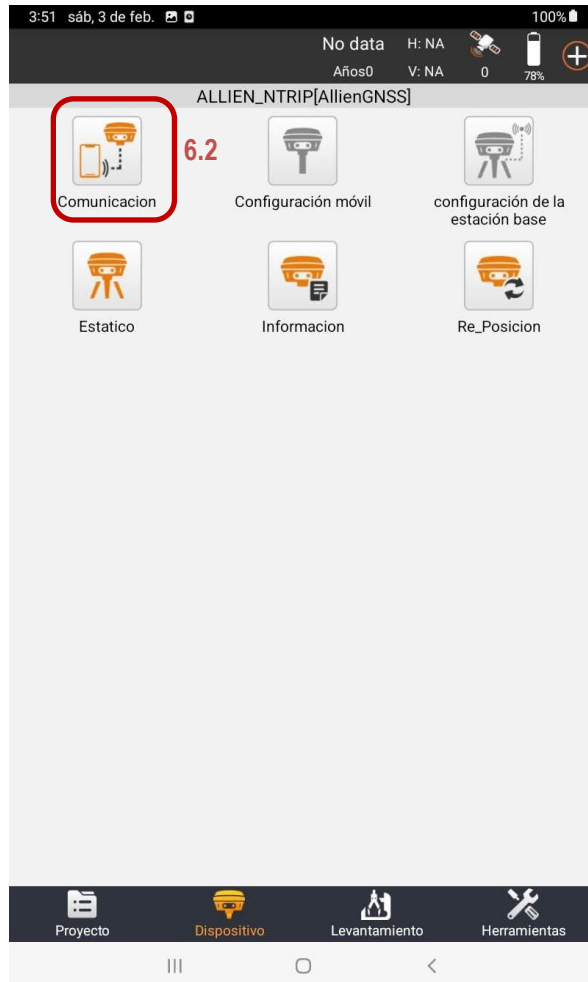 3:51 sáb, 3 de feb. 100%
No data H: NA
Años0 V: NA 0 78%
ALLIEN_NTRIP[AllienGNSS]
6.2
Comunicacion Configuración móvil configuración de la
estación base
Estatico Informacion Re_Posicion
Proyecto Dispositivo Levantamiento Herramientas